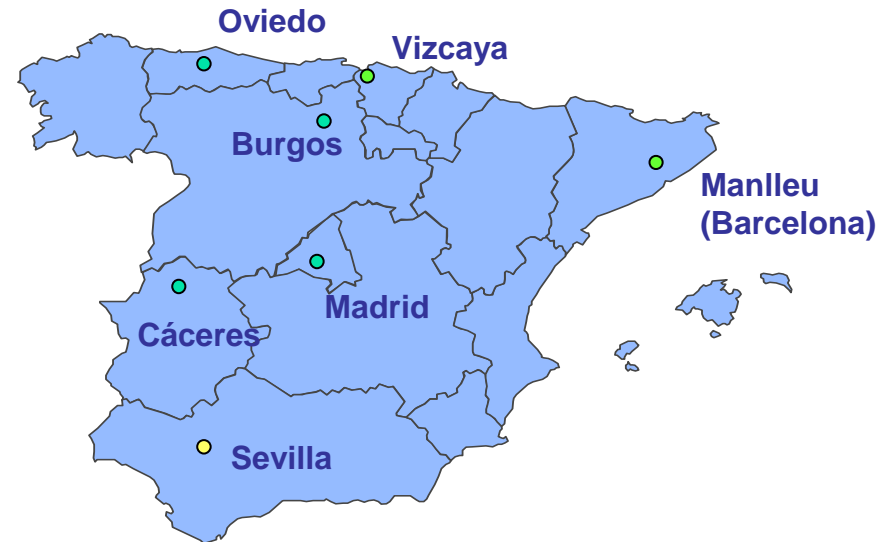 Oviedo
Vizcaya
Burgos
Manlleu
(Barcelona)
Madrid
Cáceres
Sevilla